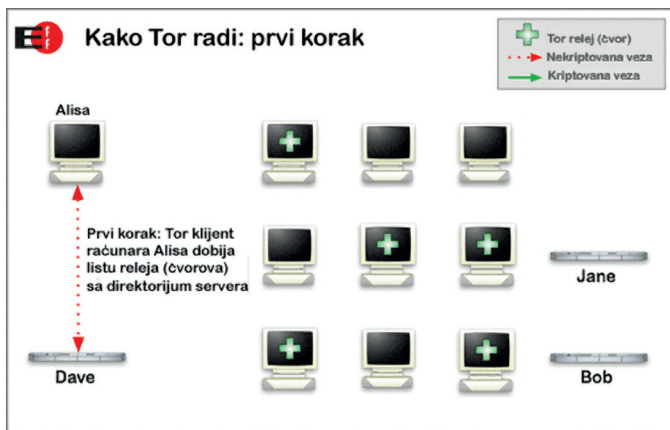 E f f
Kako Tor radi: prvi korak
Tor relej (čvor)
Nekriptovana veza
Kriptovana veza
Alisa
Prvi korak: Tor klijent
računara Alisa dobija
listu releja (čvorova)
sa direktorijum servera
Dave
Jane
Bob